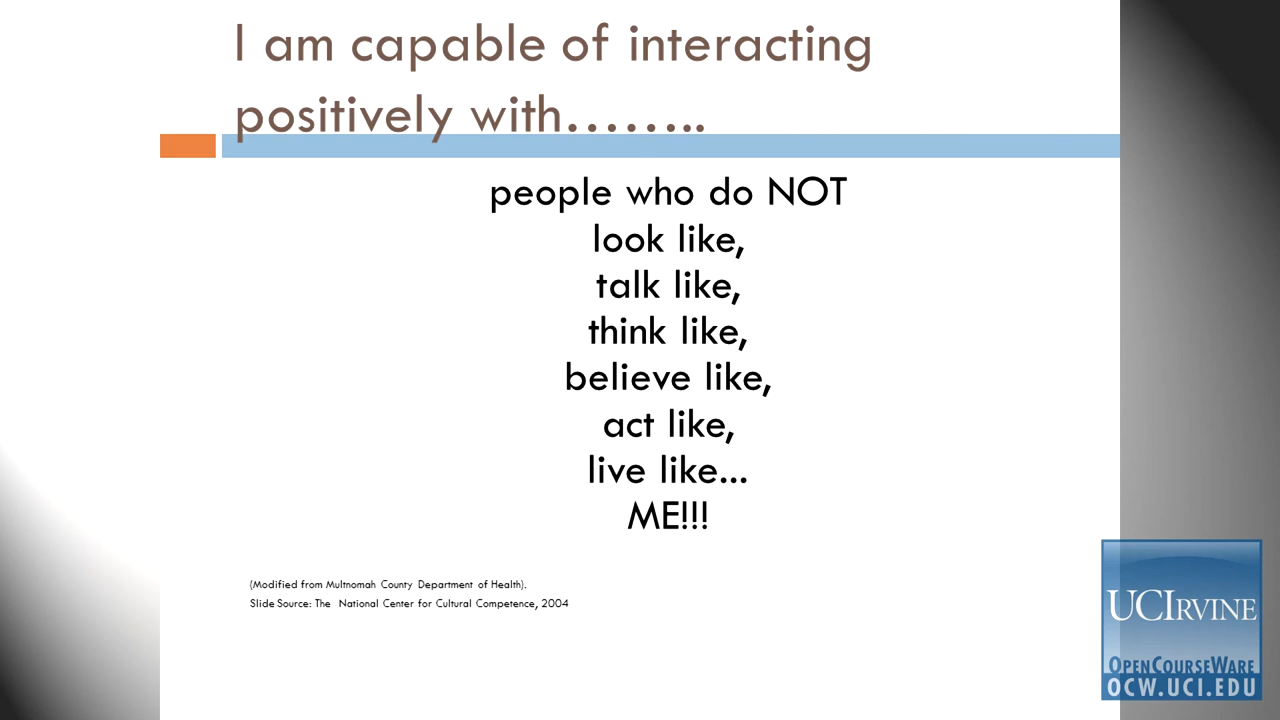 I am capable of interacting
positively with……..
people who do NOT
look like,
talk like,
think like,
believe like,
act like,
live like...
ME!!!
(Modified from Multnomah County Department of Health).
Slide Source: The National Center for Cultural Competence, 2004
UCIRVINE
OPENCOURSEWARE
OCW.UCI.EDU